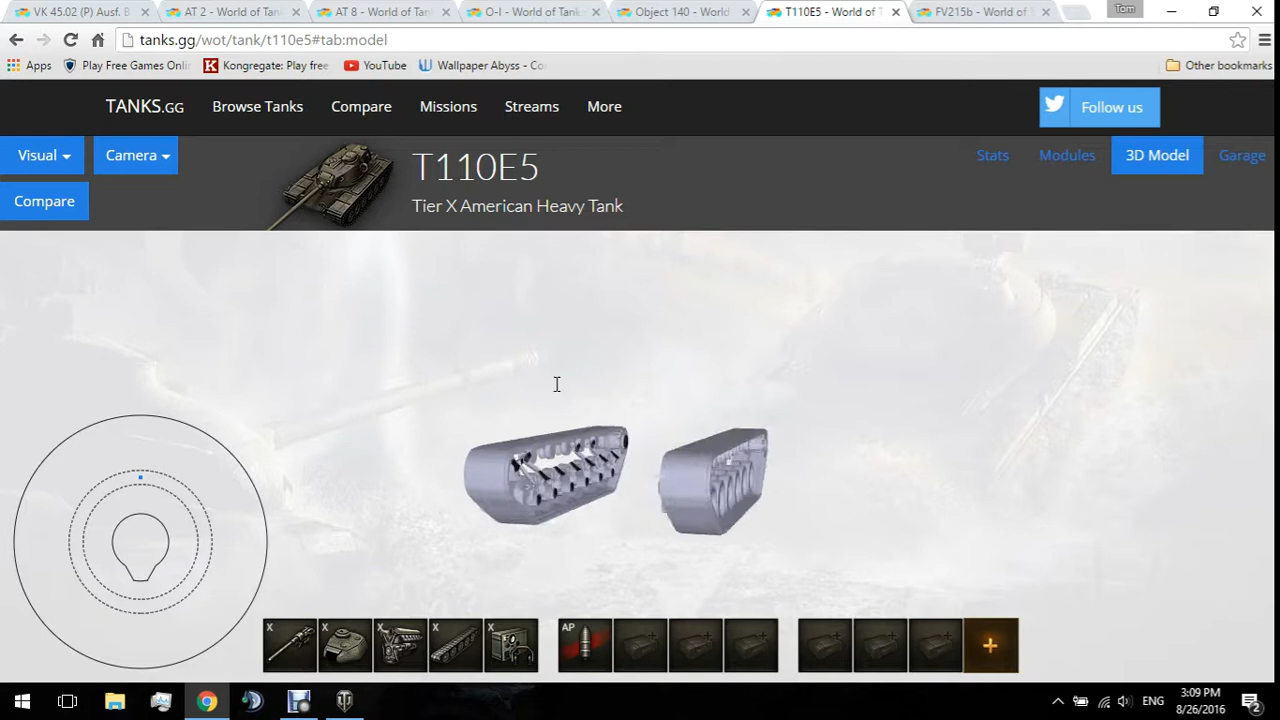 VK 45.02 (P) Ausf. B
AT 2 - World of Tan
AT 8 - World of Tan
O-I - World of Tank
Object 140 - World
T110E5 - World of T
FV215b - World of T
Tom
tanks.gg/wot/tank/t110e5#tab:model
Apps
Play Free Games Onli
Kongregate: Play free
YouTube
Wallpaper Abyss - Co
Other bookmarks
TANKS.GG
Browse Tanks
Compare
Missions
Streams
More
Follow us
Visual
Camera
T110E5
Stats
Modules
3D Model
Garage
Compare
Tier X American Heavy Tank
X
X
X
X
X
AP
ENG
3:09 PM
8/26/2016
2